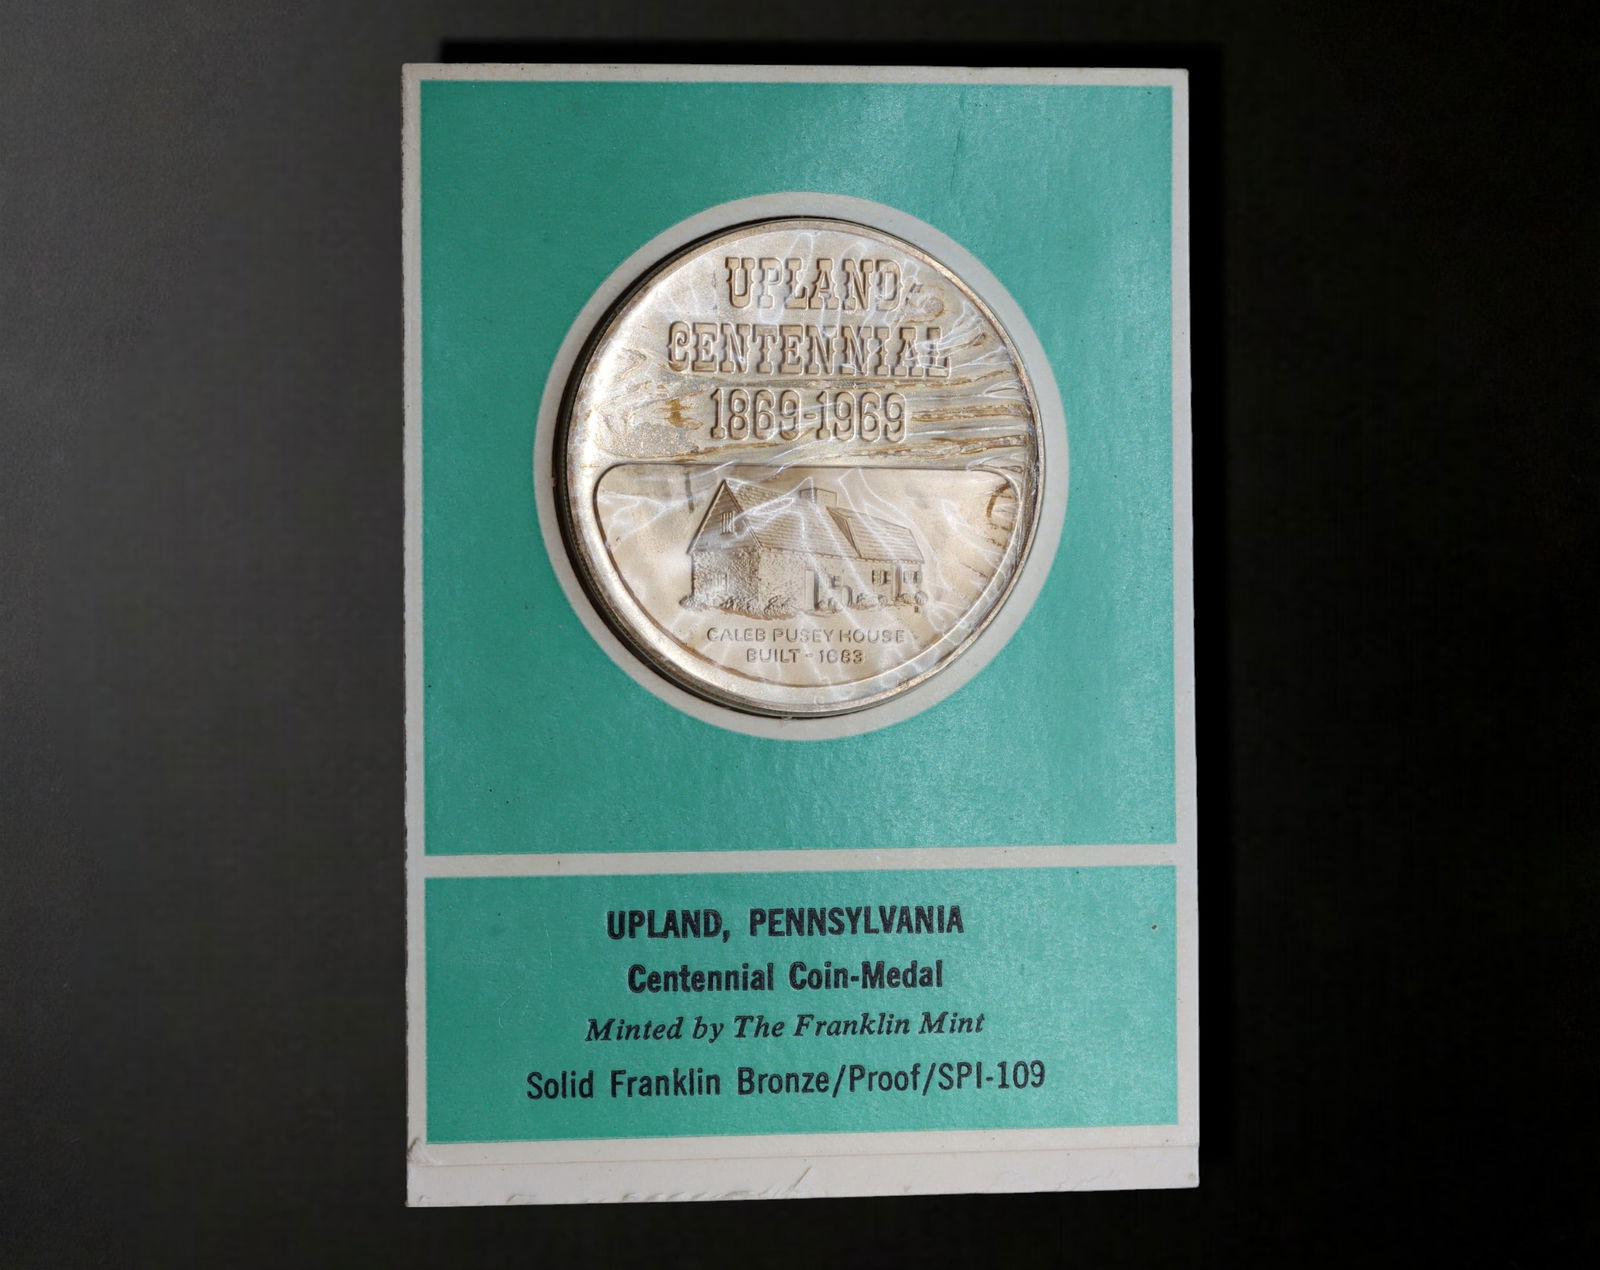 UPLAND
CENTENNIAL
1869-1969
CALEB PUSEY HOUSE
BUILT - 1683
UPLAND, PENNSYLVANIA
Centennial Coin-Medal
Minted by The Franklin Mint
Solid Franklin Bronze/Proof/SPI-109